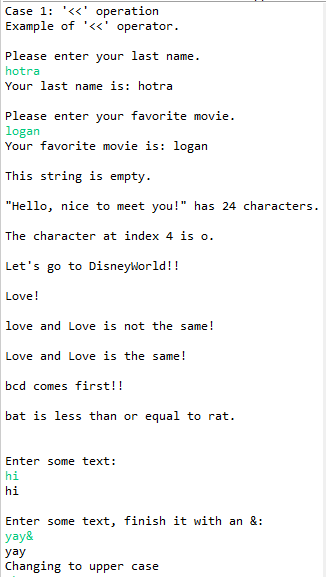 Case 1: '<<' operation
Example of '<<' operator.
Please enter your last name.
hotra
Your last name is: hotra
Please enter your favorite movie.
logan
Your favorite movie is: logan
This string is empty.
"Hello, nice to meet you!" has 24 characters.
The character at index 4 is o.
Let's go to DisneyWorld!!
Love!
love and Love is not the same!
Love and Love is the same!
bcd comes first!!
bat is less than or equal to rat.
Enter some text:
hi
hi
Enter some text, finish it with an &:
yay&
yay
Changing to upper case